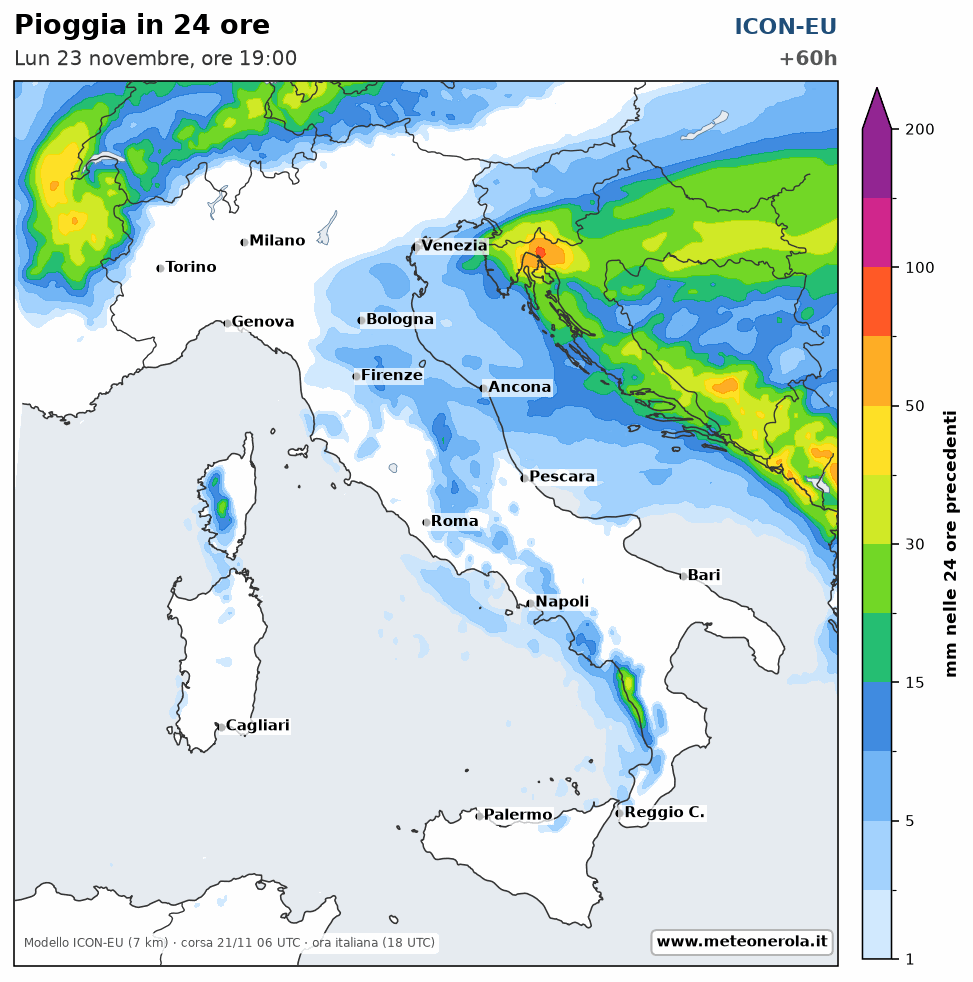 Pioggia in 24 ore
ICON-EU
Lun 23 novembre, ore 19:00
+60h
200
100
50
30
15
5
1
mm nelle 24 ore precedenti
Milano
Venezia
Torino
Genova
Bologna
Firenze
Ancona
Pescara
Roma
Bari
Napoli
Cagliari
Palermo
Reggio C.
Modello ICON-EU (7 km) · corsa 21/11 06 UTC · ora italiana (18 UTC)
www.meteonerola.it